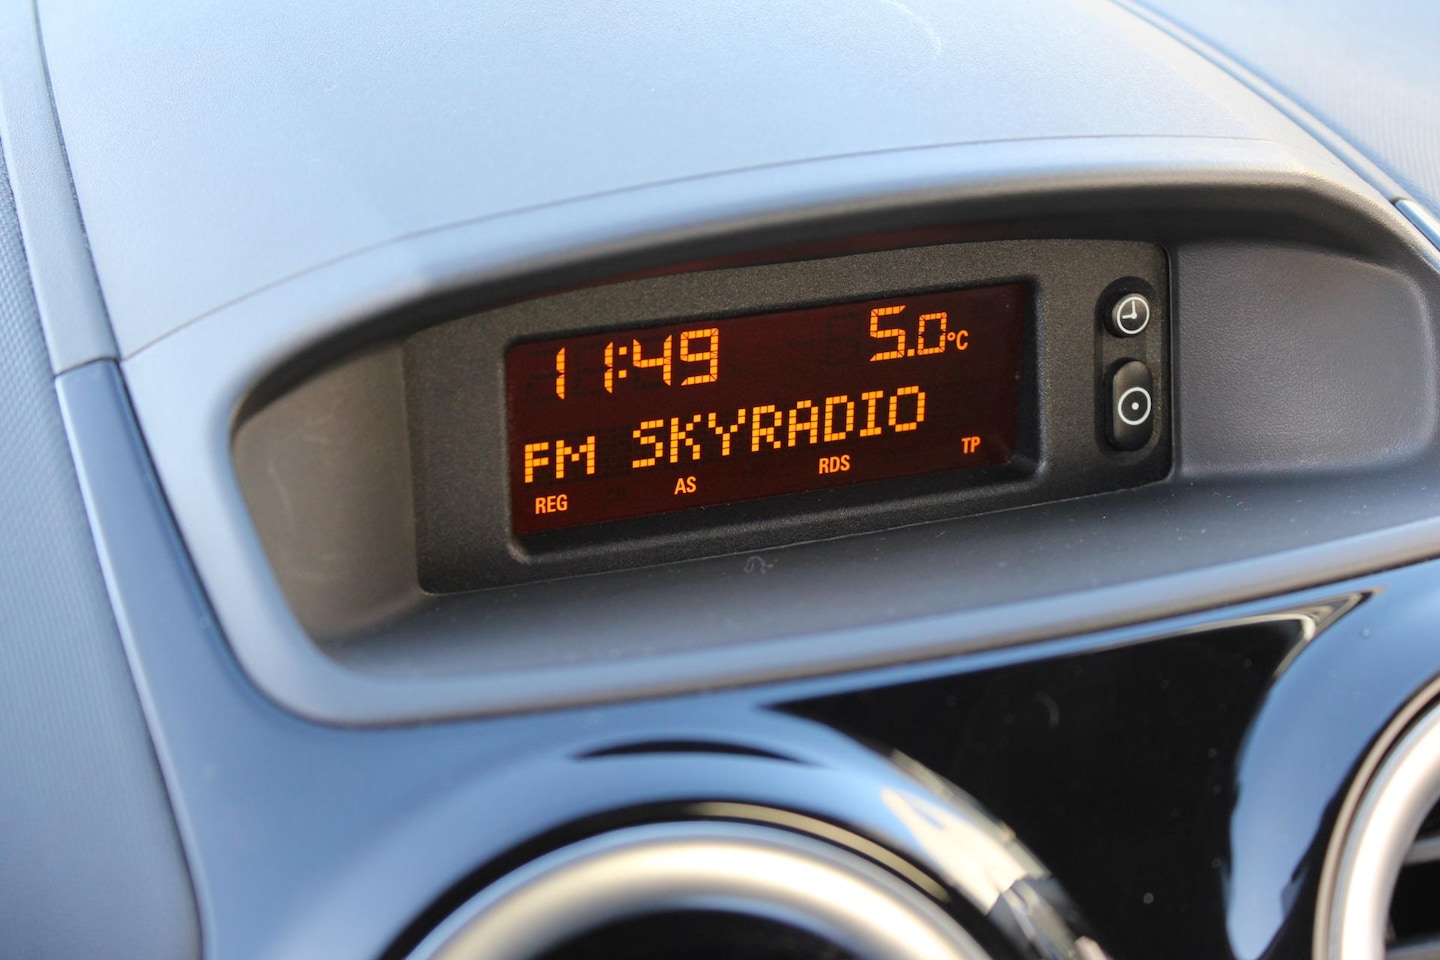 11:49 5.0°C
FM SKYRADIO
REG AS RDS TP